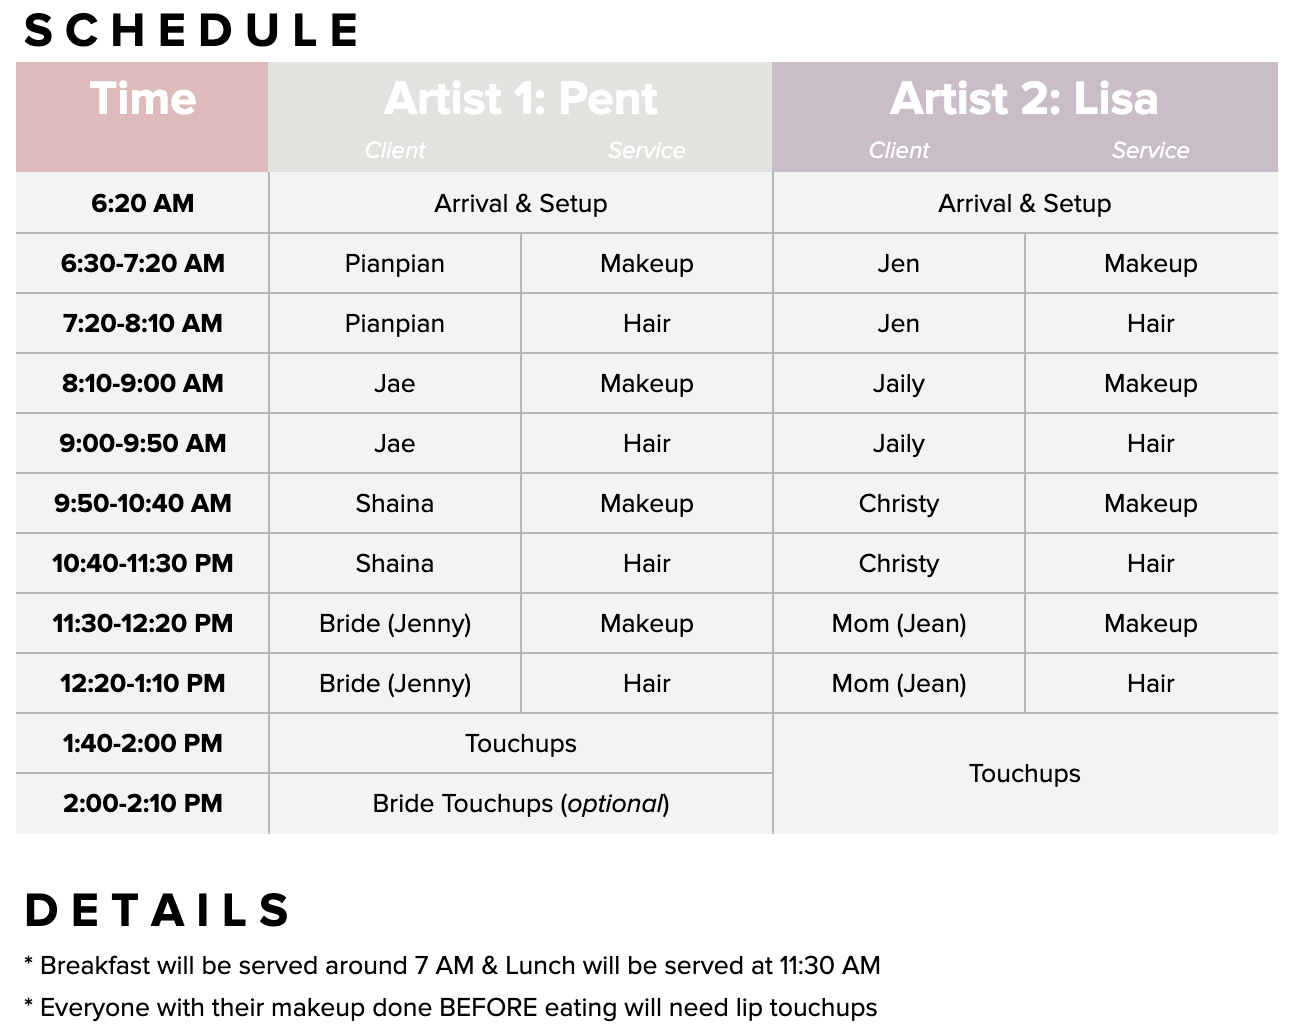 SCHEDULE
Time Artist 1: Pent Artist 2: Lisa
Client Service Client Service
6:20 AM Arrival & Setup Arrival & Setup
6:30-7:20 AM Pianpian Makeup Jen Makeup
7:20-8:10 AM Pianpian Hair Jen Hair
8:10-9:00 AM Jae Makeup Jaily Makeup
9:00-9:50 AM Jae Hair Jaily Hair
9:50-10:40 AM Shaina Makeup Christy Makeup
10:40-11:30 PM Shaina Hair Christy Hair
11:30-12:20 PM Bride (Jenny) Makeup Mom (Jean) Makeup
12:20-1:10 PM Bride (Jenny) Hair Mom (Jean) Hair
1:40-2:00 PM Touchups
Touchups
2:00-2:10 PM Bride Touchups (optional)
DETAILS
* Breakfast will be served around 7 AM & Lunch will be served at 11:30 AM
* Everyone with their makeup done BEFORE eating will need lip touchups